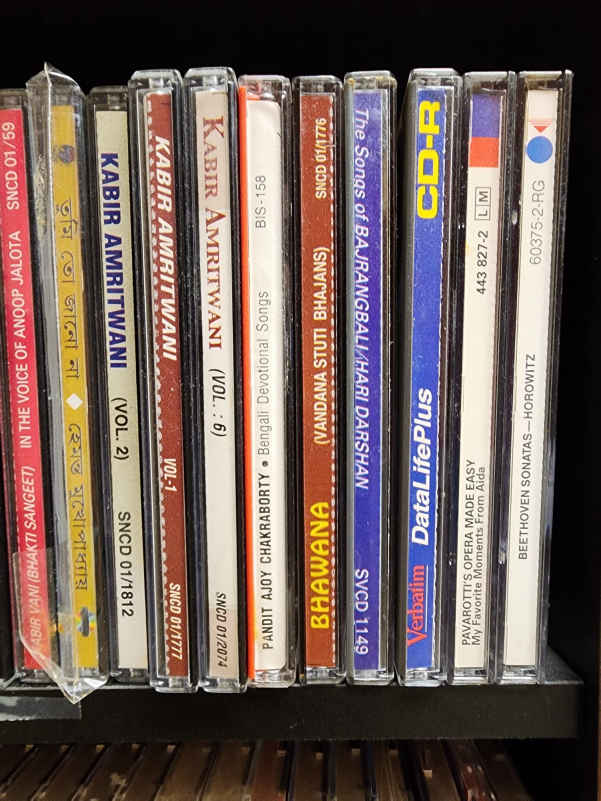 KABIR VANI (BHAKTI SANGEET) IN THE VOICE OF ANOOP JALOTA SNCD 01/59
তুমি তো জানো না ◆ হেমন্ত মুখোপাধ্যায়
KABIR AMRITWANI (VOL. 2) SNCD 01/1812
KABIR AMRITWANI VOL-1 SNCD 01/1777
KABIR AMRITWANI (VOL. : 6) SNCD 01/2074
PANDIT AJOY CHAKRABORTY • Bengali Devotional Songs BIS-158
BHAWANA (VANDANA STUTI BHAJANS) SNCD 01/1776
The Songs of BAJRANGBALI/HARI DARSHAN SVCD 1149
Verbatim DataLifePlus CD-R
PAVAROTTI'S OPERA MADE EASY
My Favorite Moments From Aida
443 827-2 L M
BEETHOVEN SONATAS—HOROWITZ 60375-2-RG